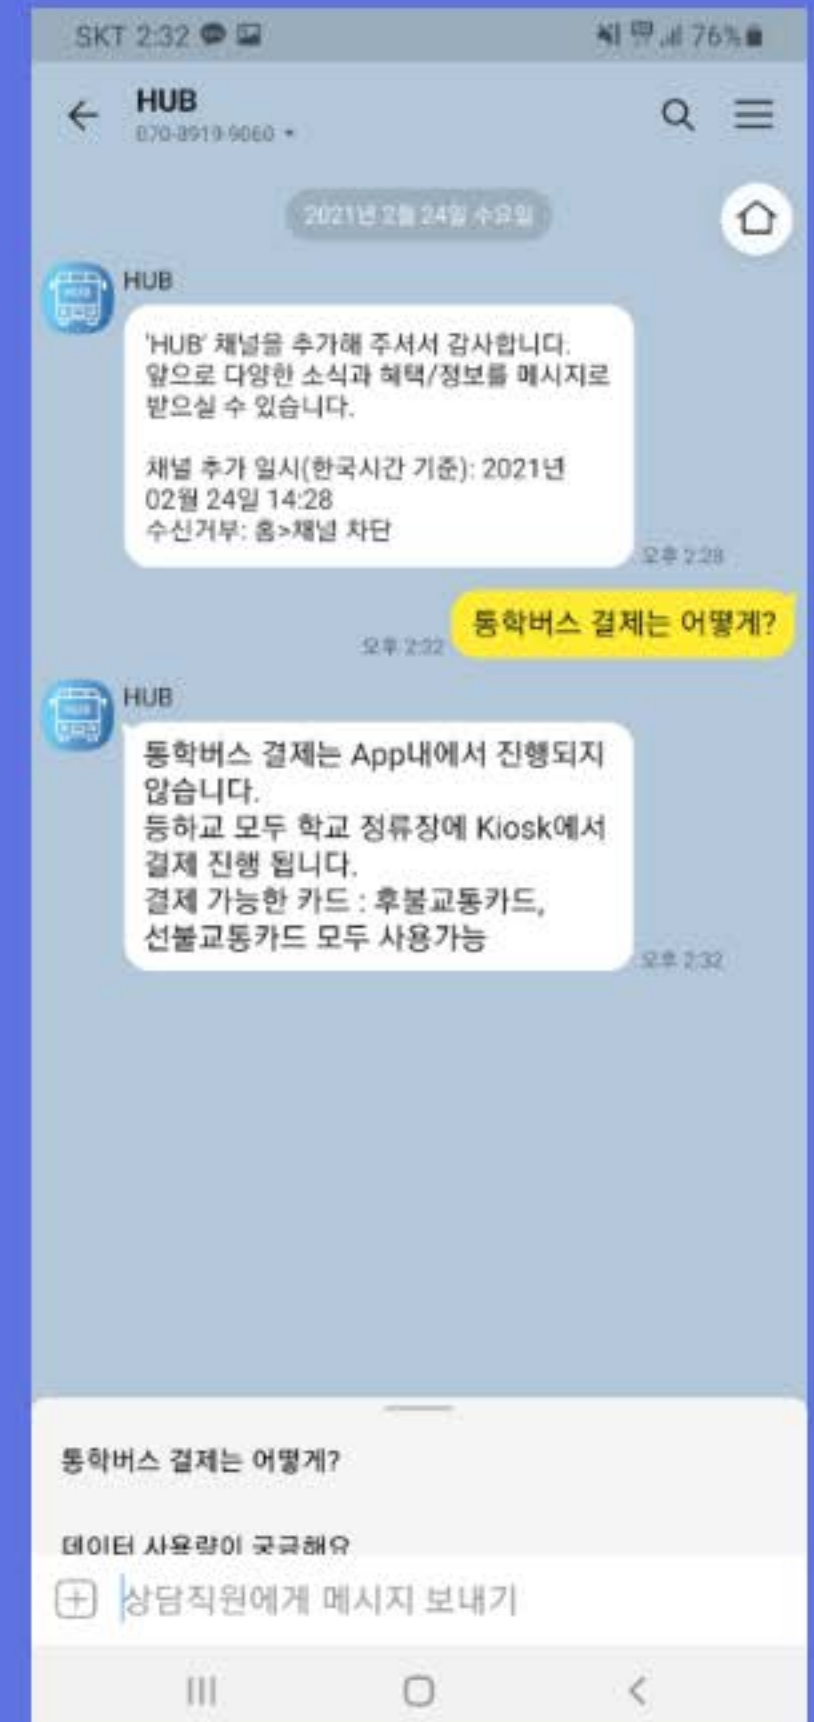 SKT 2:32
76%
HUB
070-8919-9060
2021년 2월 24일 수요일
HUB
HUB
'HUB' 채널을 추가해 주셔서 감사합니다.
앞으로 다양한 소식과 혜택/정보를 메시지로
받으실 수 있습니다.
채널 추가 일시(한국시간 기준): 2021년
02월 24일 14:28
수신거부: 홈>채널 차단
오후 2:28
통학버스 결제는 어떻게?
오후 2:32
HUB
HUB
통학버스 결제는 App내에서 진행되지
않습니다.
등하교 모두 학교 정류장에 Kiosk에서
결제 진행 됩니다.
결제 가능한 카드 : 후불교통카드,
선불교통카드 모두 사용가능
오후 2:32
통학버스 결제는 어떻게?
데이터 사용량이 궁금해요
상담직원에게 메시지 보내기